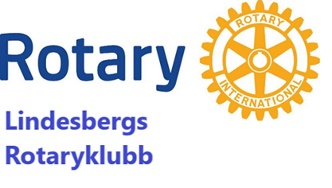 Rotary
ROTARY
INTERNATIONAL
Lindesbergs
Rotaryklubb